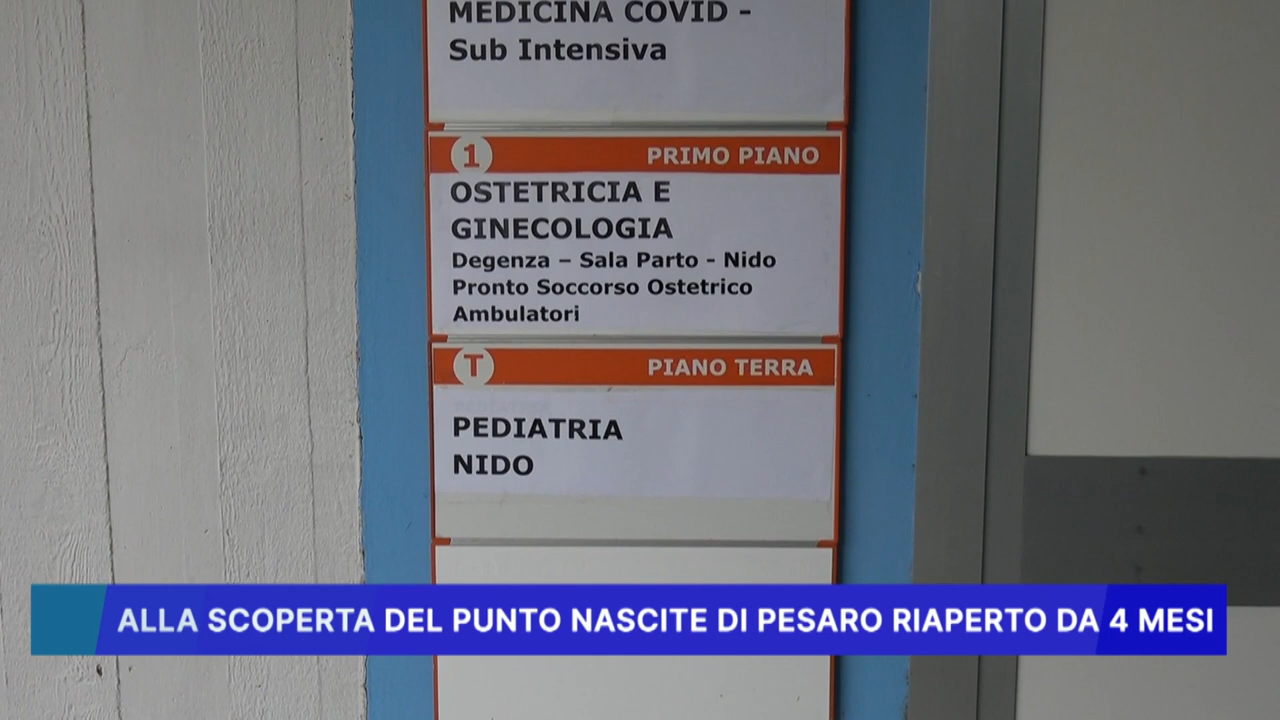 MEDICINA COVID -
Sub Intensiva
1 PRIMO PIANO
OSTETRICIA E
GINECOLOGIA
Degenza – Sala Parto - Nido
Pronto Soccorso Ostetrico
Ambulatori
T PIANO TERRA
PEDIATRIA
NIDO
ALLA SCOPERTA DEL PUNTO NASCITE DI PESARO RIAPERTO DA 4 MESI